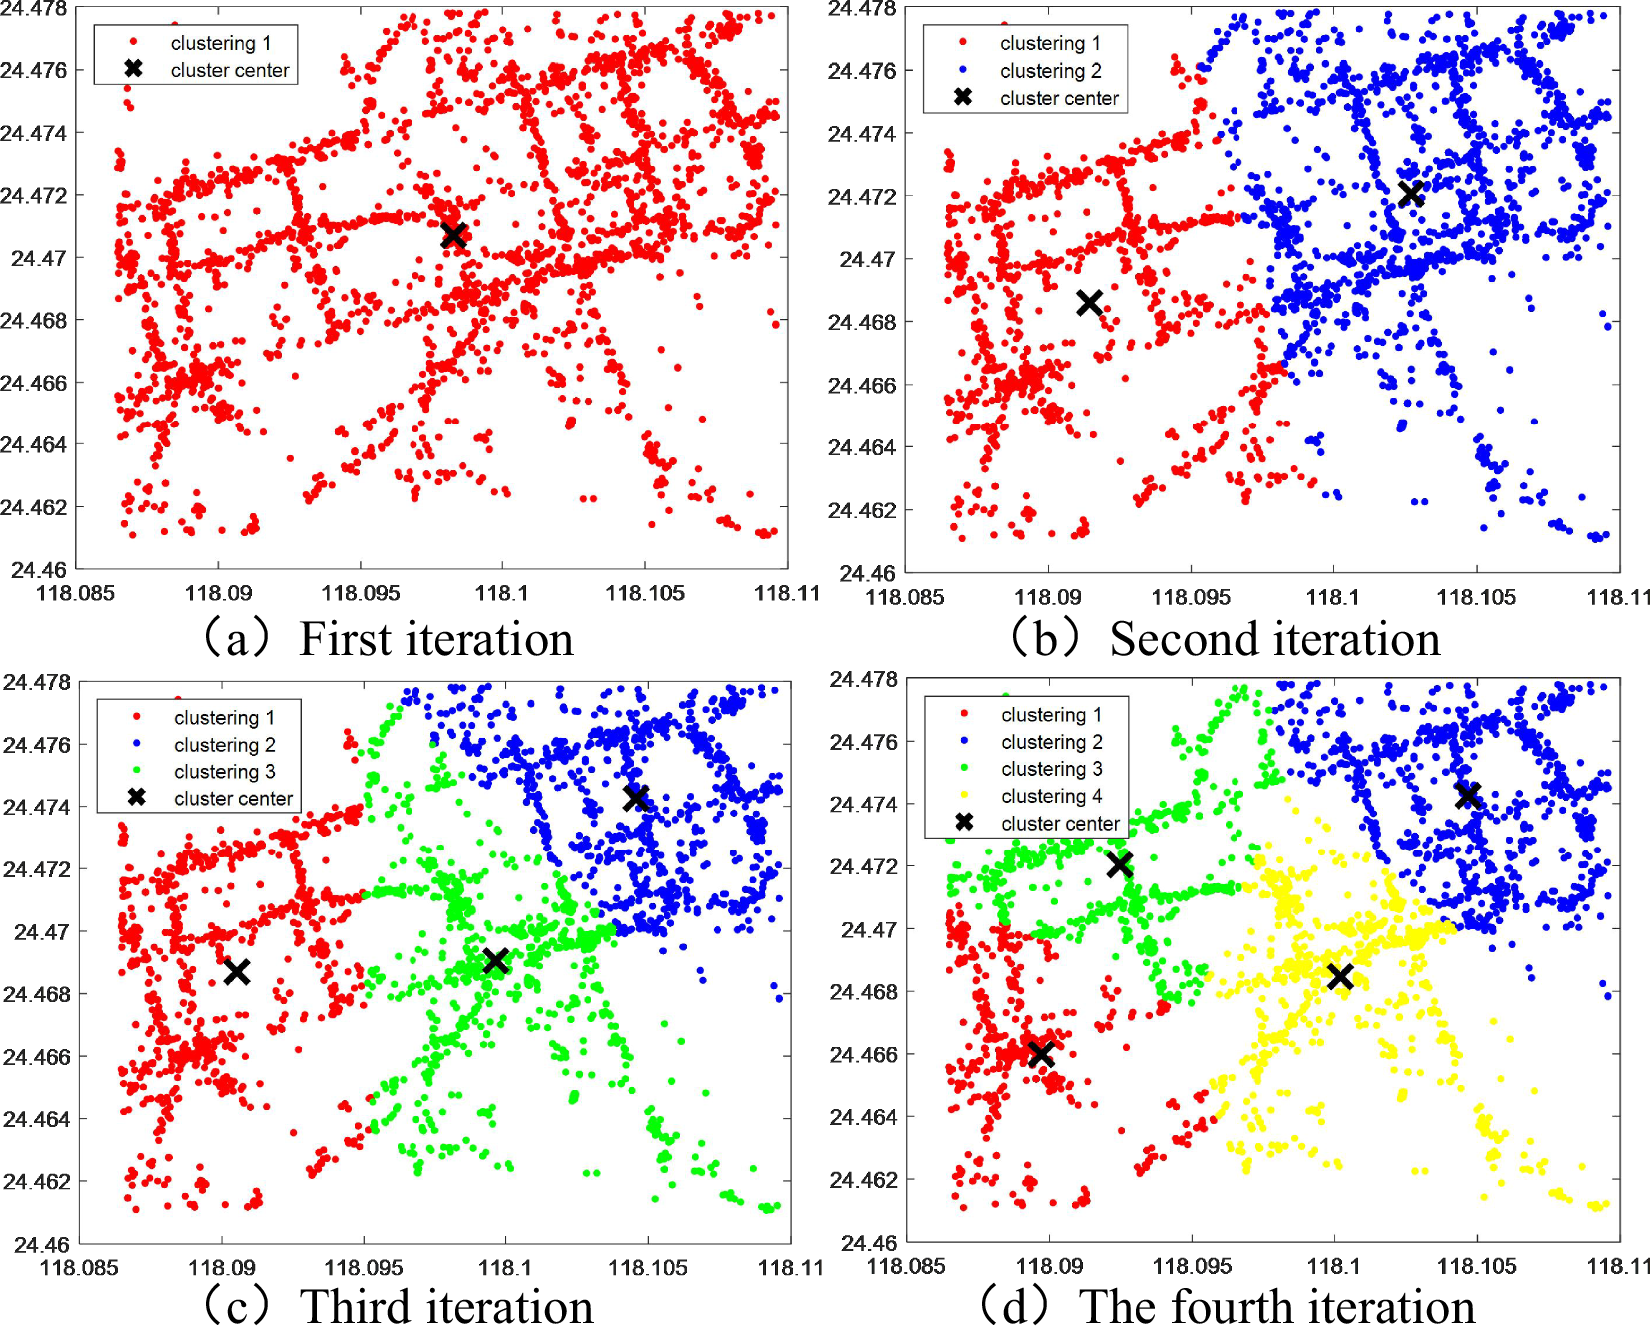 24.478
24.476
24.474
24.472
24.47
24.468
24.466
24.464
24.462
24.46
118.085 118.09 118.095 118.1 118.105 118.11
clustering 1
cluster center
（a）First iteration
24.478
24.476
24.474
24.472
24.47
24.468
24.466
24.464
24.462
24.46
118.085 118.09 118.095 118.1 118.105 118.11
clustering 1
clustering 2
cluster center
（b）Second iteration
24.478
24.476
24.474
24.472
24.47
24.468
24.466
24.464
24.462
24.46
118.085 118.09 118.095 118.1 118.105 118.11
clustering 1
clustering 2
clustering 3
cluster center
（c）Third iteration
24.478
24.476
24.474
24.472
24.47
24.468
24.466
24.464
24.462
24.46
118.085 118.09 118.095 118.1 118.105 118.11
clustering 1
clustering 2
clustering 3
clustering 4
cluster center
（d）The fourth iteration